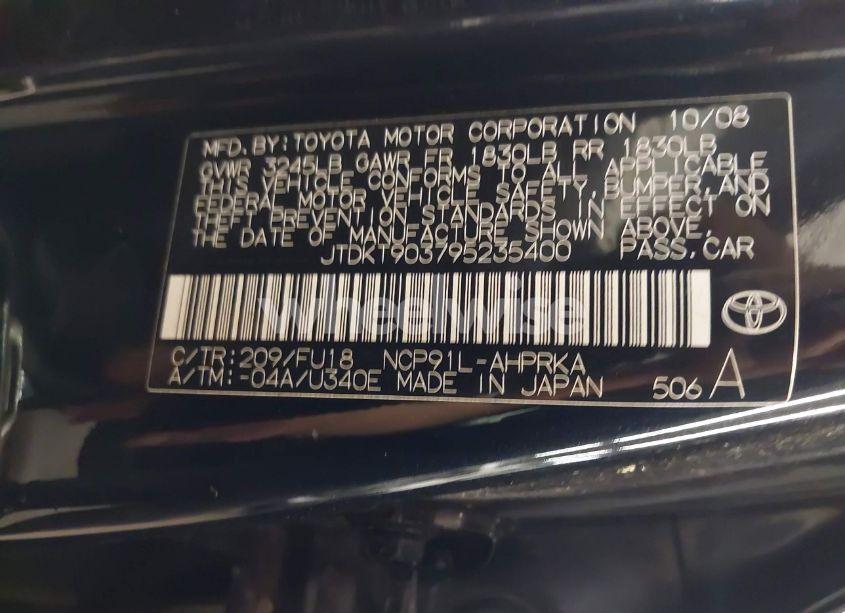 MFD.BY:TOYOTA MOTOR CORPORATION 10/08
GVWR 3245LB GAWR FR 1830LB RR 1830LB
THIS VEHICLE CONFORMS TO ALL APPLICABLE
FEDERAL MOTOR VEHICLE SAFETY,BUMPER,AND
THEFT PREVENTION STANDARDS IN EFFECT ON
THE DATE OF MANUFACTURE SHOWN ABOVE.
JTDKT903795235400 PASS.CAR
wheelwise
C/TR:209/FU18 NCP91L-AHPRKA
A/TM:-04A/U340E MADE IN JAPAN 506 A